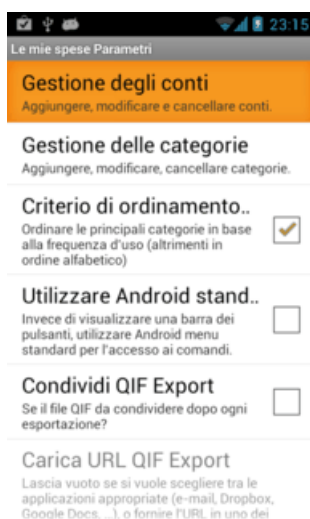 23:15
Le mie spese Parametri
Gestione degli conti
Aggiungere, modificare e cancellare conti.
Gestione delle categorie
Aggiungere, modificare, cancellare categorie.
Criterio di ordinamento..
Ordinare le principali categorie in base
alla frequenza d'uso (altrimenti in
ordine alfabetico)
Utilizzare Android stand..
Invece di visualizzare una barra dei
pulsanti, utilizzare Android menu
standard per l'accesso ai comandi.
Condividi QIF Export
Se il file QIF da condividere dopo ogni
esportazione?
Carica URL QIF Export
Lascia vuoto se si vuole scegliere tra le
applicazioni appropriate (e-mail, Dropbox,
Google Docs, ...), o fornire l'URL in uno dei